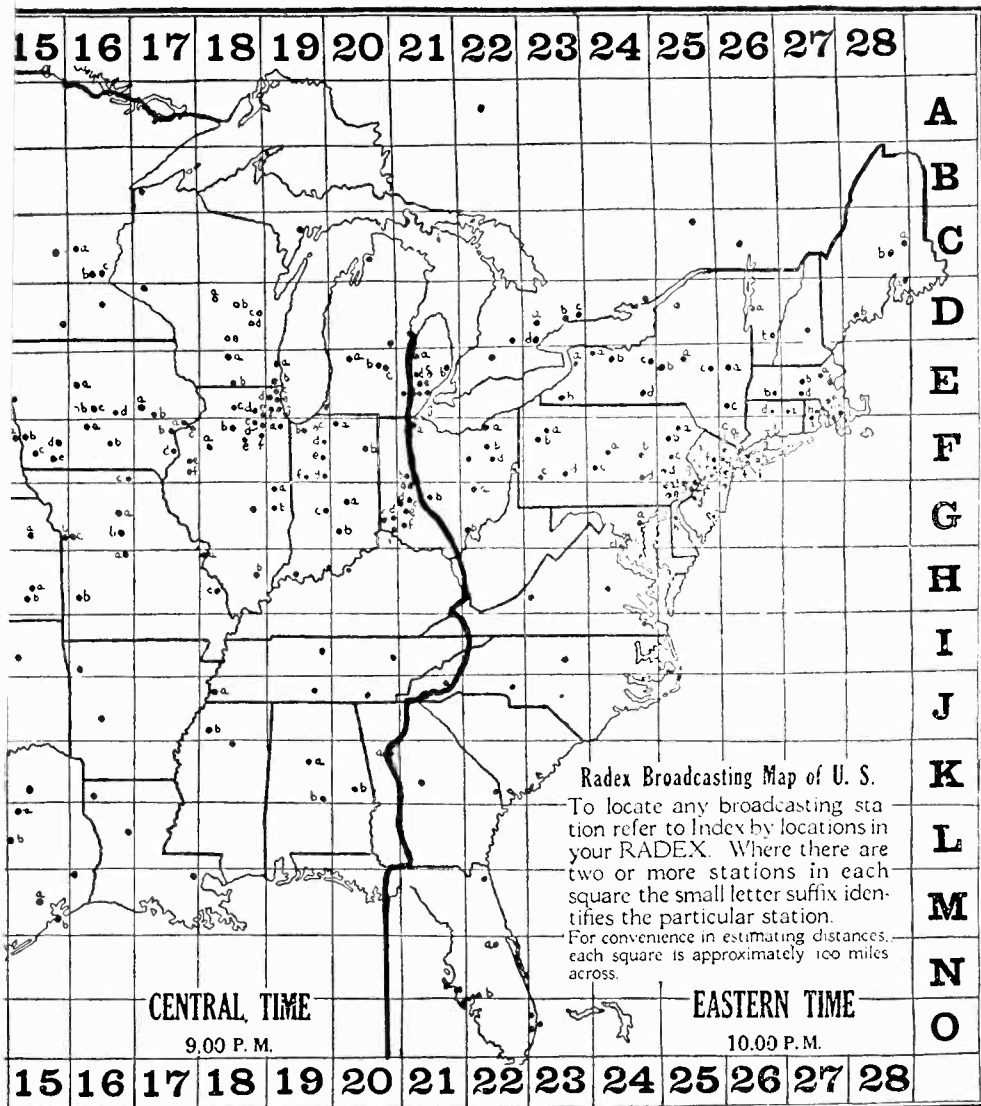 15 16 17 18 19 20 21 22 23 24 25 26 27 28
A
B
C
D
E
F
G
H
I
J
K
L
M
N
O
Radex Broadcasting Map of U. S.
To locate any broadcasting sta
tion refer to Index by locations in
your RADEX. Where there are
two or more stations in each
square the small letter suffix iden-
tifies the particular station.
For convenience in estimating distances,
each square is approximately 100 miles
across.
CENTRAL TIME
9.00 P. M.
EASTERN TIME
10.00 P. M.
15 16 17 18 19 20 21 22 23 24 25 26 27 28